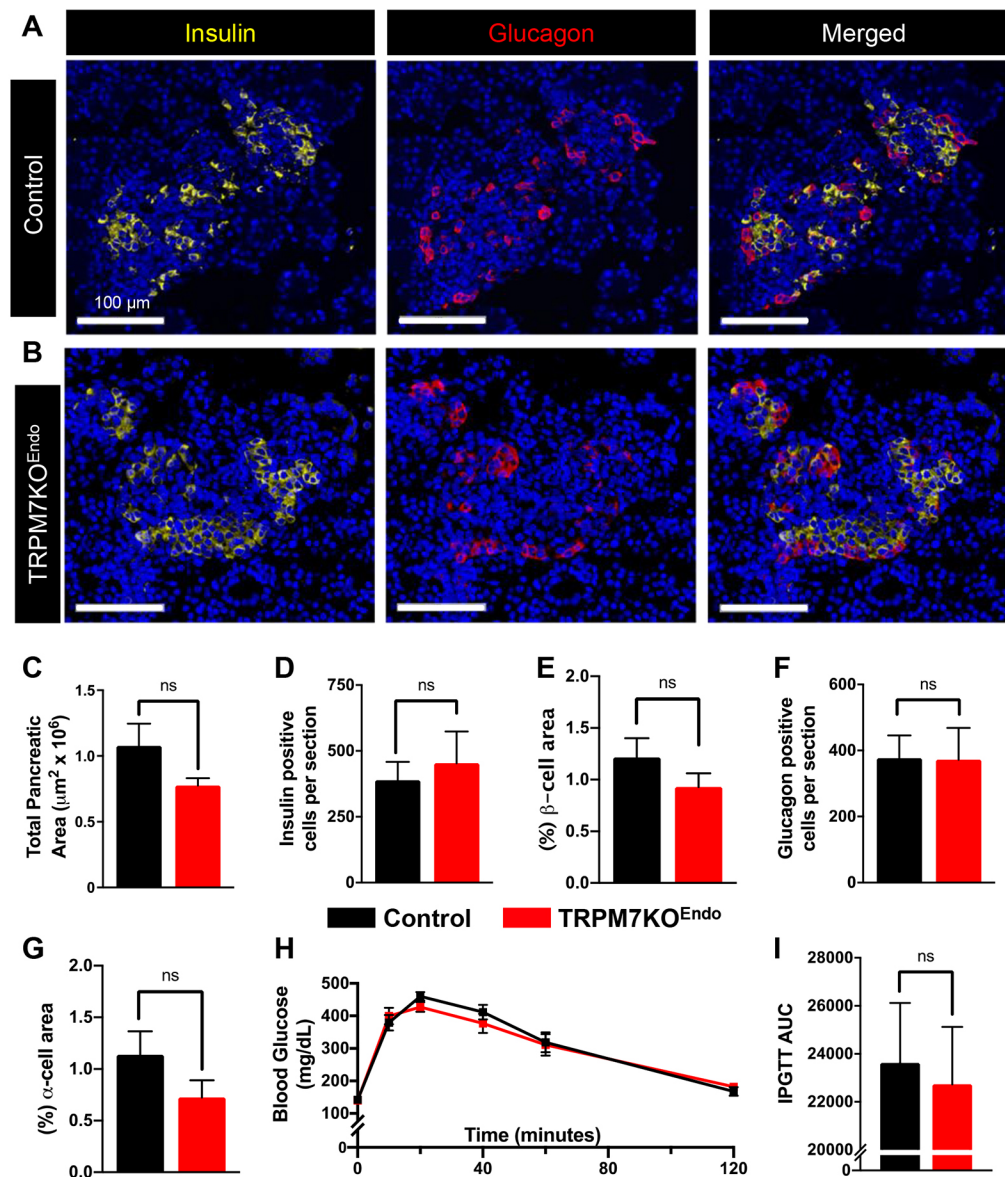 A
Insulin
Glucagon
Merged
Control
100 µm
B
TRPM7KO^Endo
C
Total Pancreatic
Area (µm² x 10⁶)
1.5
1.0
0.5
0
ns
D
Insulin positive
cells per section
750
500
250
0
ns
E
(%) β-cell area
2.0
1.5
1.0
0.5
0.0
ns
F
Glucagon positive
cells per section
600
400
200
0
ns
Control
TRPM7KO^Endo
G
(%) α-cell area
2.0
1.5
1.0
0.5
0.0
ns
H
Blood Glucose
(mg/dL)
500
400
300
200
100
0
Time (minutes)
0
40
80
120
I
IPGTT AUC
28000
26000
24000
22000
20000
0
ns